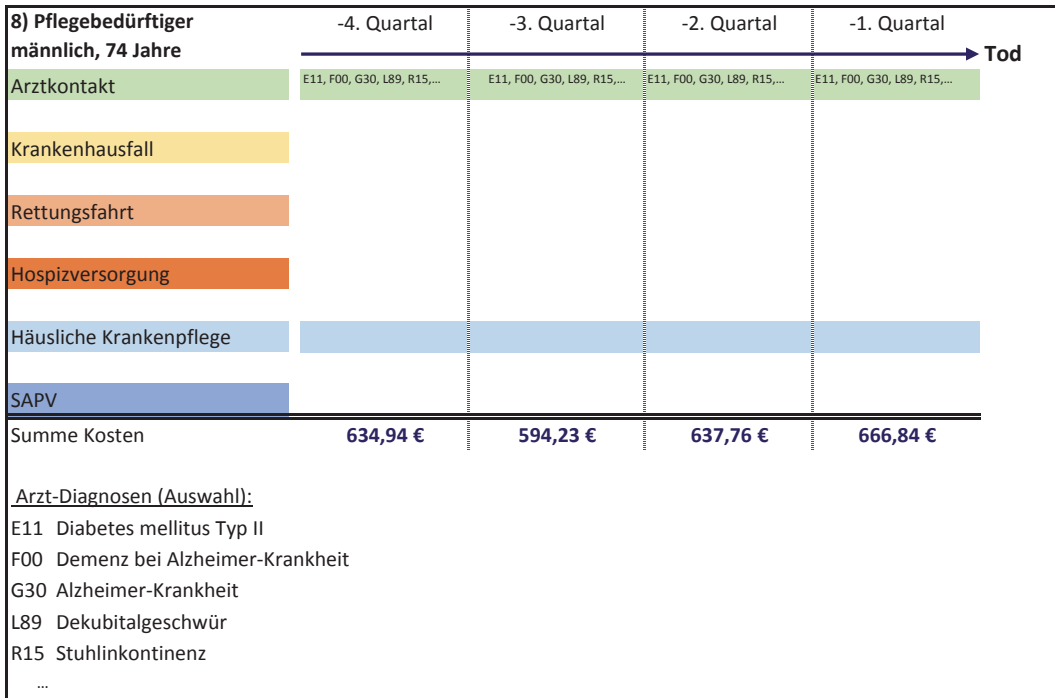 8) Pflegebedürftiger männlich, 74 Jahre
-4. Quartal -3. Quartal -2. Quartal -1. Quartal
Tod
Arztkontakt E11, F00, G30, L89, R15,... E11, F00, G30, L89, R15,... E11, F00, G30, L89, R15,... E11, F00, G30, L89, R15,...
Krankenhausfall
Rettungsfahrt
Hospizversorgung
Häusliche Krankenpflege
SAPV
Summe Kosten 634,94 € 594,23 € 637,76 € 666,84 €
Arzt-Diagnosen (Auswahl):
E11 Diabetes mellitus Typ II
F00 Demenz bei Alzheimer-Krankheit
G30 Alzheimer-Krankheit
L89 Dekubitalgeschwür
R15 Stuhlinkontinenz
...